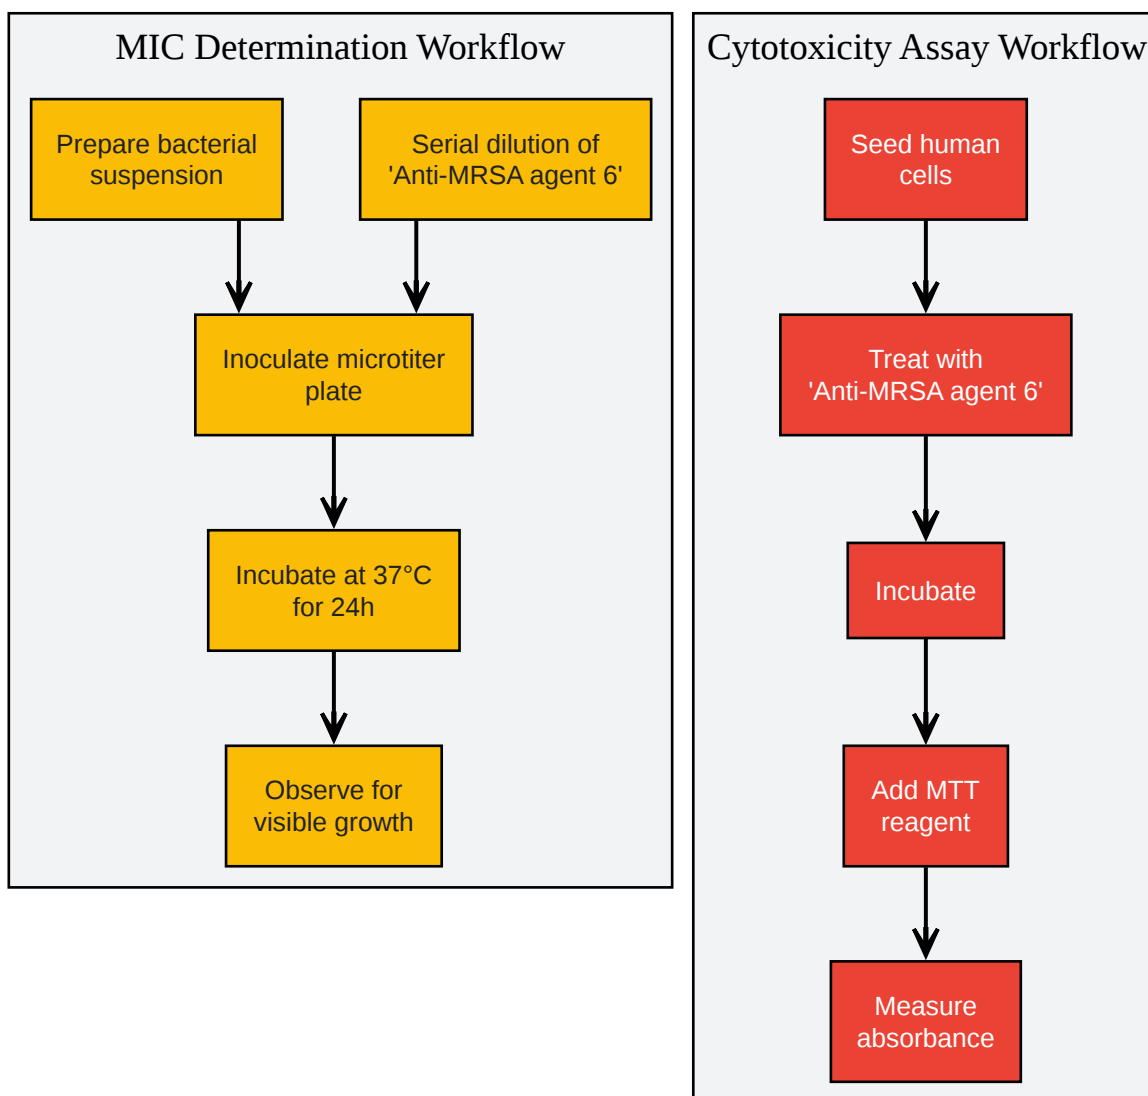 MIC Determination Workflow
Prepare bacterial
suspension
Serial dilution of
'Anti-MRSA agent 6'
Inoculate microtiter
plate
Incubate at 37°C
for 24h
Observe for
visible growth
Cytotoxicity Assay Workflow
Seed human
cells
Treat with
'Anti-MRSA agent 6'
Incubate
Add MTT
reagent
Measure
absorbance